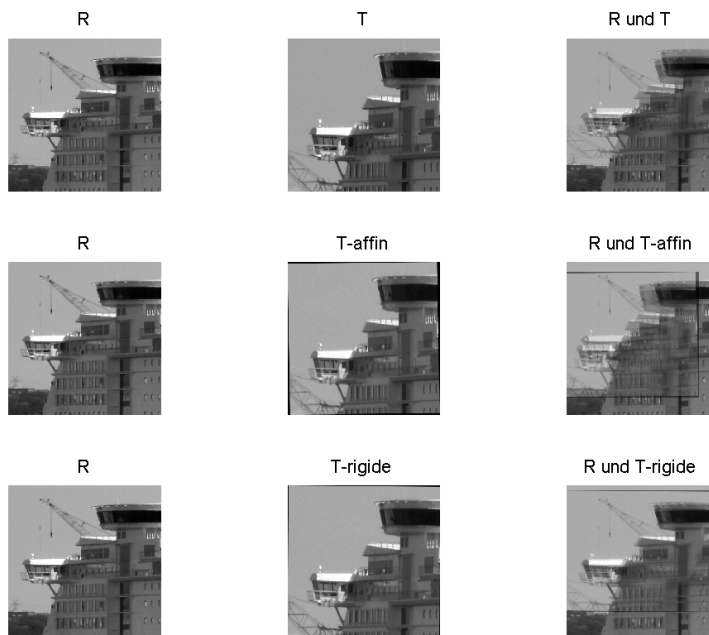 R
T
R und T
R
T-affin
R und T-affin
R
T-rigide
R und T-rigide